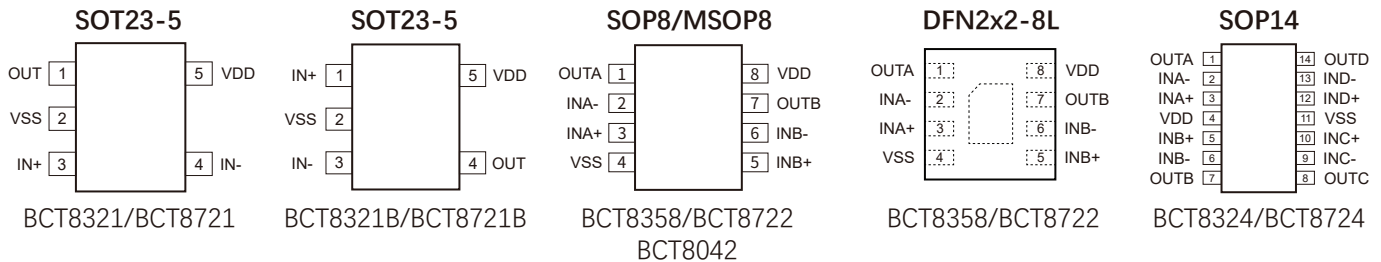 SOT23-5
OUT 1 5 VDD
VSS 2
IN+ 3 4 IN-
BCT8321/BCT8721
SOT23-5
IN+ 1 5 VDD
VSS 2
IN- 3 4 OUT
BCT8321B/BCT8721B
SOP8/MSOP8
OUTA 1 8 VDD
INA- 2 7 OUTB
INA+ 3 6 INB-
VSS 4 5 INB+
BCT8358/BCT8722
BCT8042
DFN2x2-8L
OUTA 1 8 VDD
INA- 2 7 OUTB
INA+ 3 6 INB-
VSS 4 5 INB+
BCT8358/BCT8722
SOP14
OUTA 1 14 OUTD
INA- 2 13 IND-
INA+ 3 12 IND+
VDD 4 11 VSS
INB+ 5 10 INC+
INB- 6 9 INC-
OUTB 7 8 OUTC
BCT8324/BCT8724